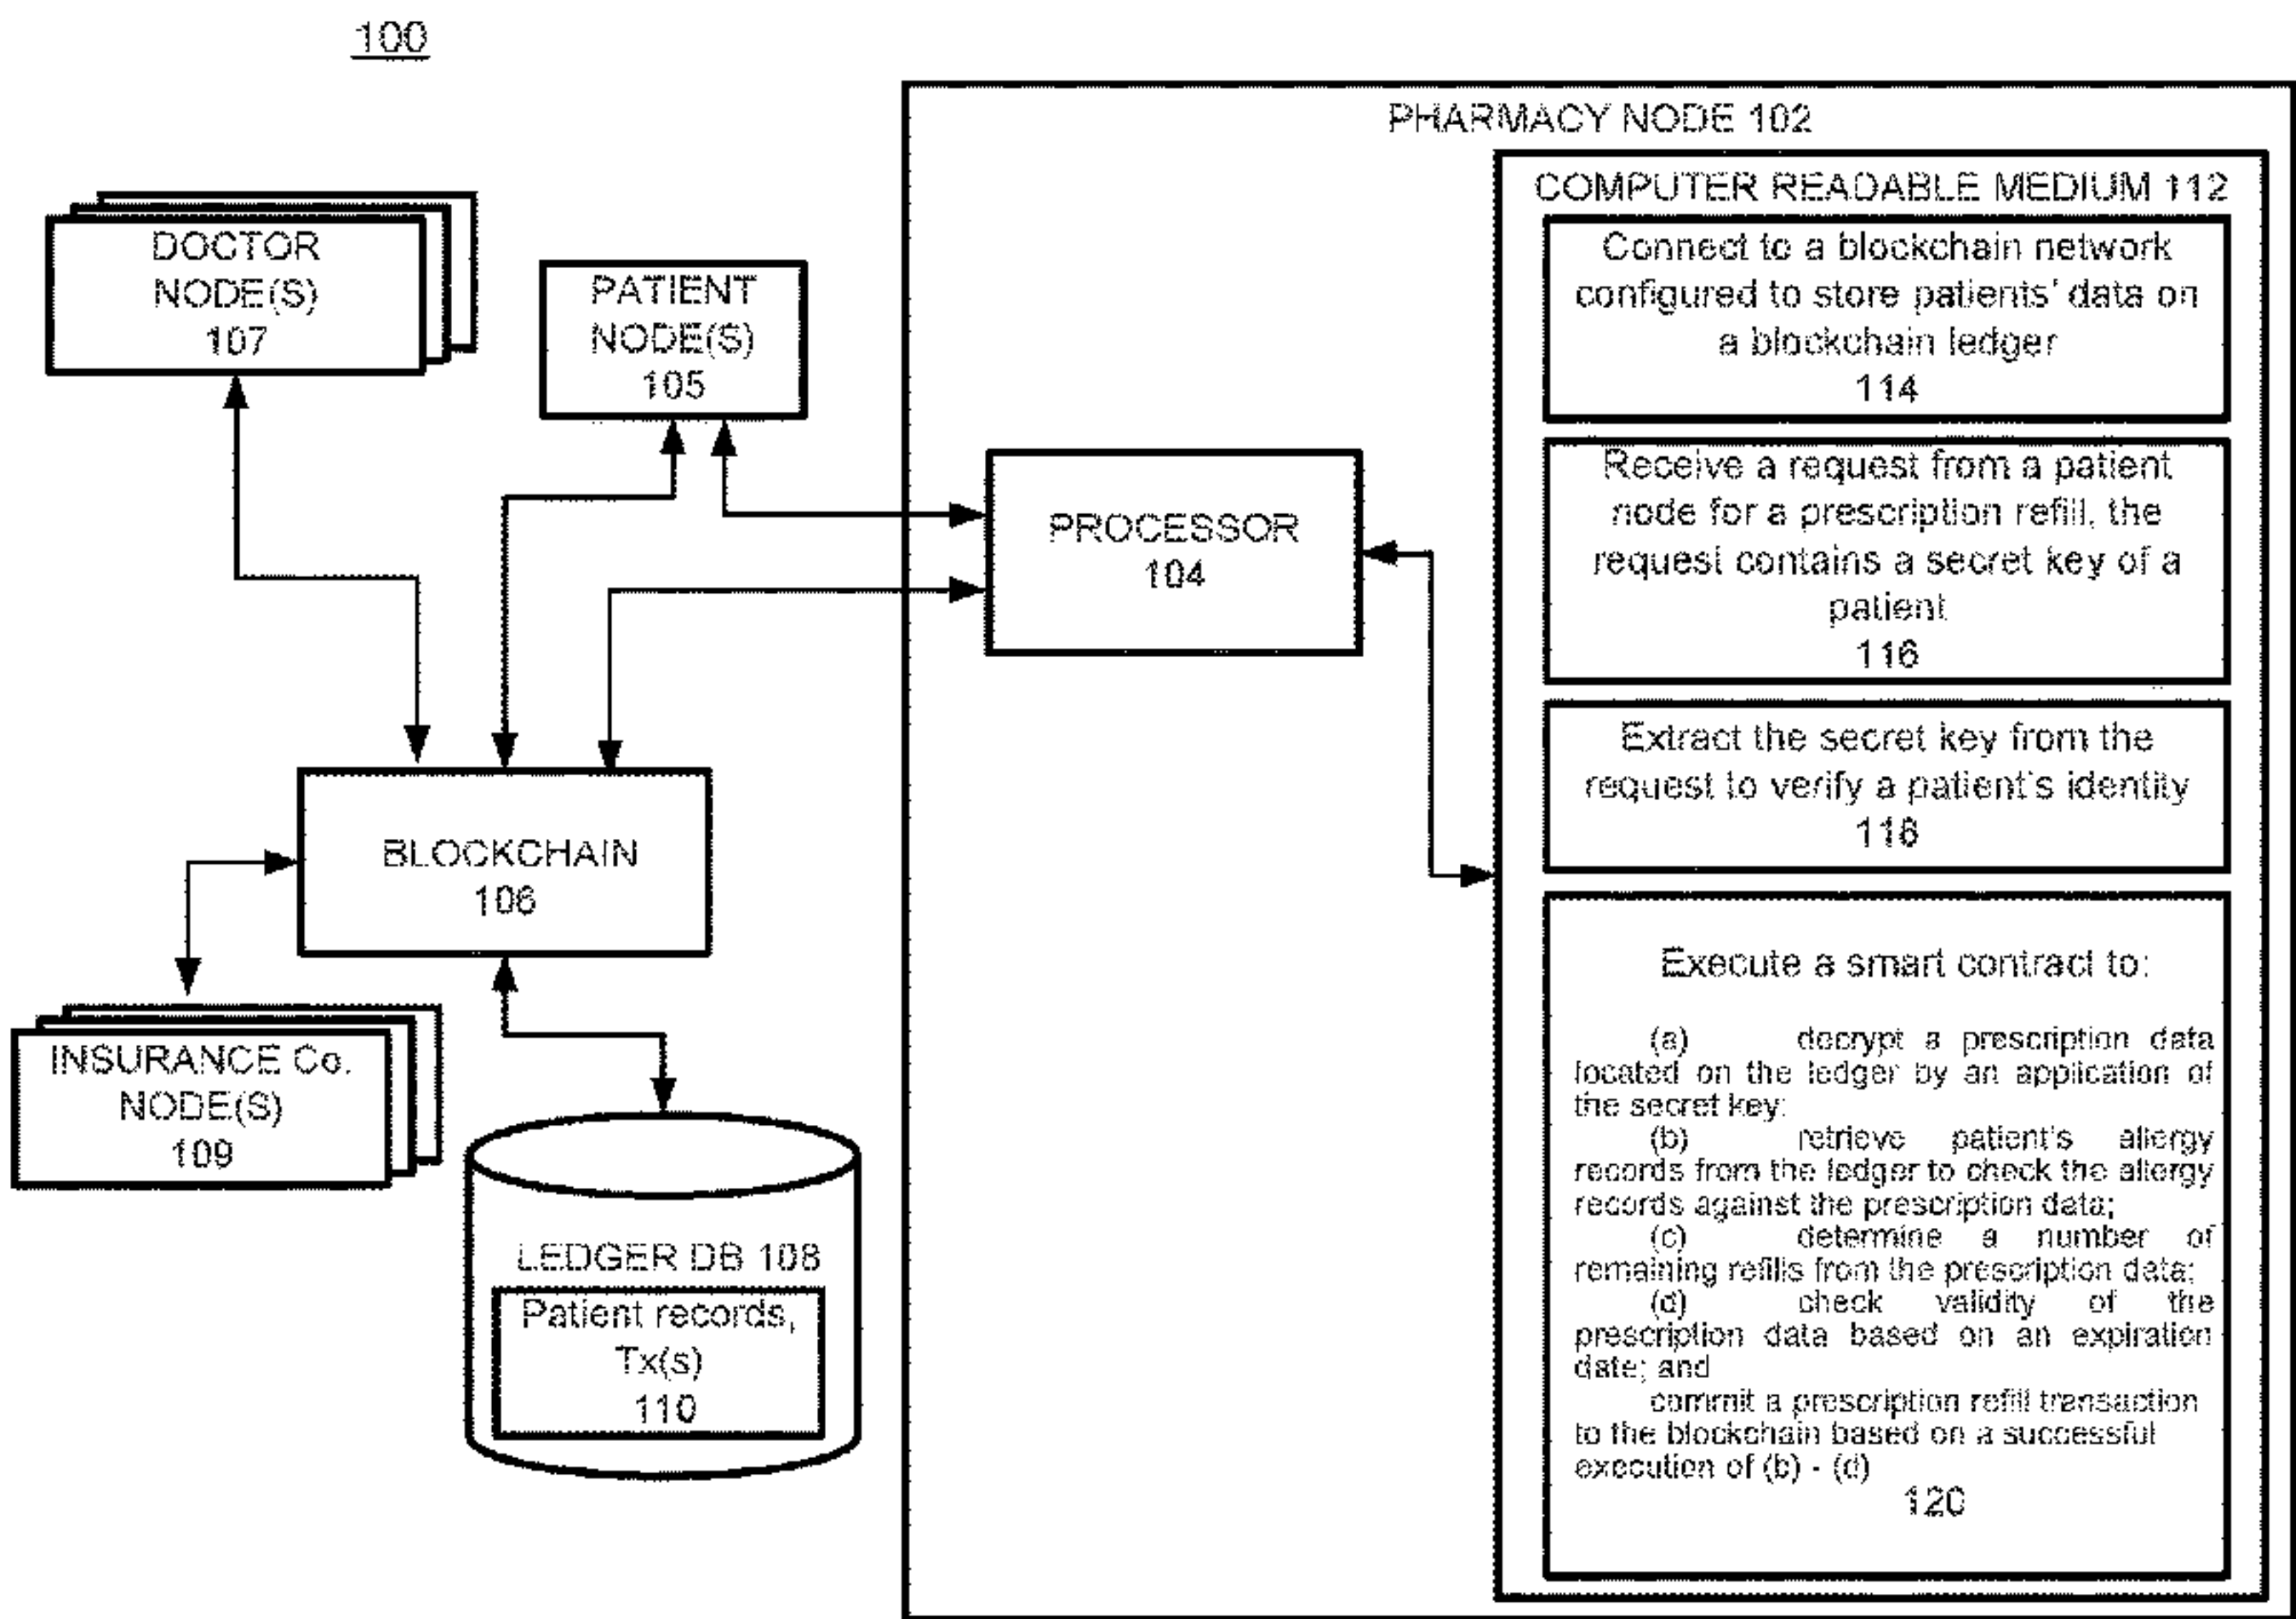 100
PHARMACY NODE 102
COMPUTER READABLE MEDIUM 112
DOCTOR
NODE(S)
107
PATIENT
NODE(S)
105
Connect to a blockchain network
configured to store patients' data on
a blockchain ledger
114
Receive a request from a patient
node for a prescription refill, the
request contains a secret key of a
patient
116
PROCESSOR
104
Extract the secret key from the
request to verify a patient's identity
116
BLOCKCHAIN
106
Execute a smart contract to:
(a) decrypt a prescription data
located on the ledger by an application of
the secret key;
(b) retrieve patient's allergy
records from the ledger to check the allergy
records against the prescription data;
(c) determine a number of
remaining refills from the prescription data;
(d) check validity of the
prescription data based on an expiration
date; and
commit a prescription refill transaction
to the blockchain based on a successful
execution of (b) - (d)
120
INSURANCE Co.
NODE(S)
109
LEDGER DB 108
Patient records,
Tx(s)
110